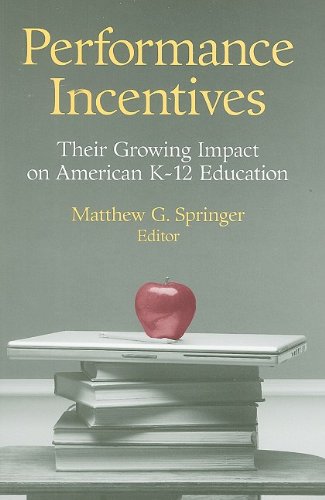 Performance
Incentives
Their Growing Impact
on American K-12 Education
Matthew G. Springer
Editor